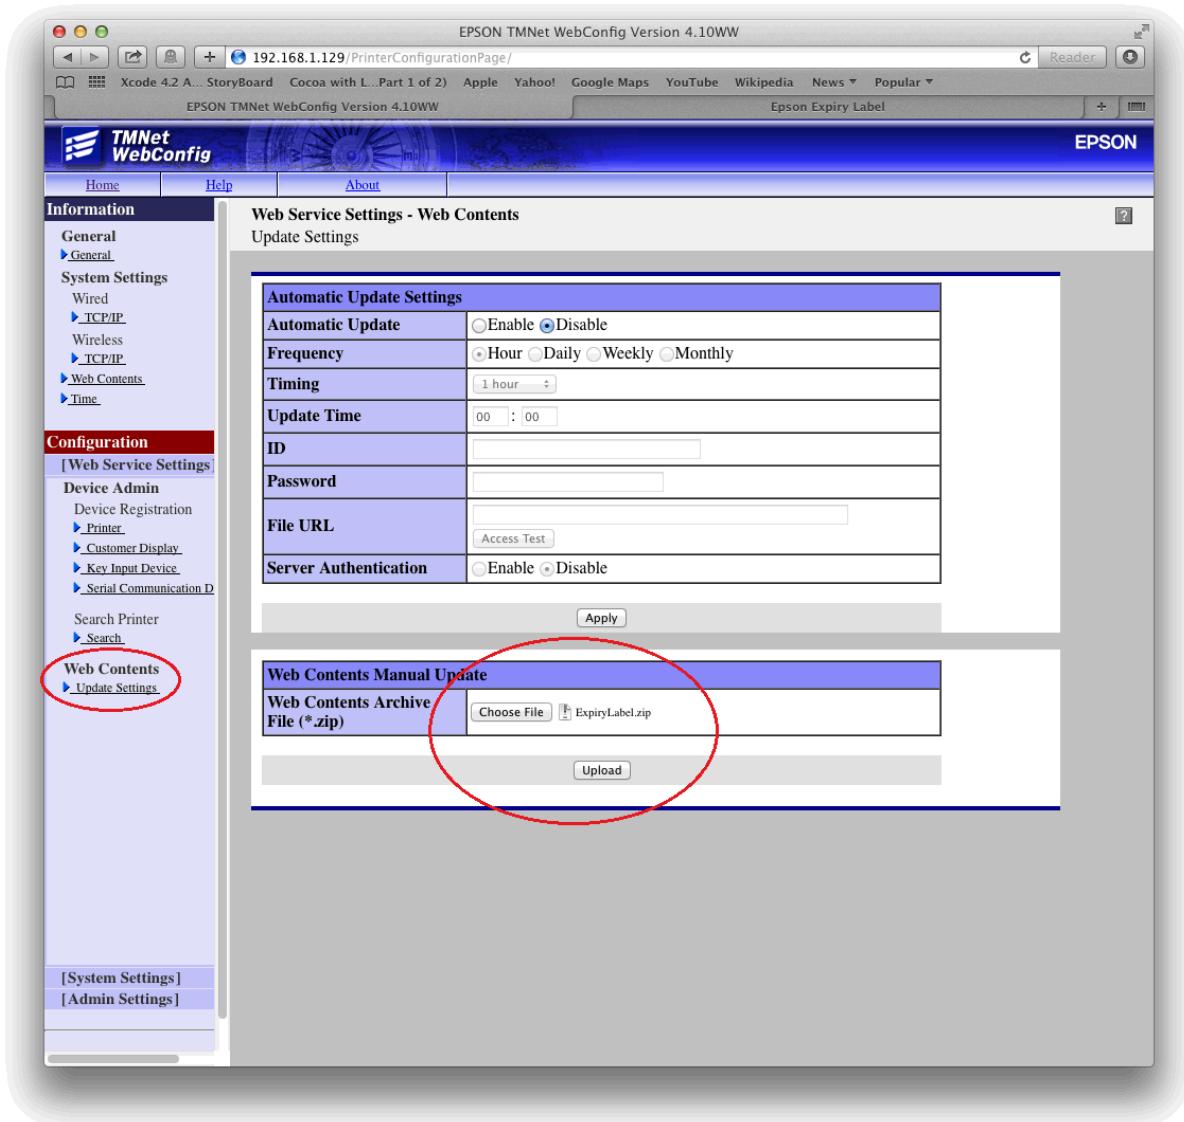 EPSON TMNet WebConfig Version 4.10WW
192.168.1.129/PrinterConfigurationPage/
Reader
Xcode 4.2 A... StoryBoard Cocoa with L...Part 1 of 2) Apple Yahoo! Google Maps YouTube Wikipedia News Popular
EPSON TMNet WebConfig Version 4.10WW
Epson Expiry Label
TMNet
WebConfig
EPSON
Home Help About
Information
General
General
System Settings
Wired
TCP/IP
Wireless
TCP/IP
Web Contents
Time
Configuration
[Web Service Settings]
Device Admin
Device Registration
Printer
Customer Display
Key Input Device
Serial Communication D
Search Printer
Search
Web Contents
Update Settings
[System Settings]
[Admin Settings]
Web Service Settings - Web Contents
?
Update Settings
Automatic Update Settings
Automatic Update Enable Disable
Frequency Hour Daily Weekly Monthly
Timing 1 hour
Update Time 00 : 00
ID
Password
File URL
Access Test
Server Authentication Enable Disable
Apply
Web Contents Manual Update
Web Contents Archive
File (*.zip)
Choose File ExpiryLabel.zip
Upload